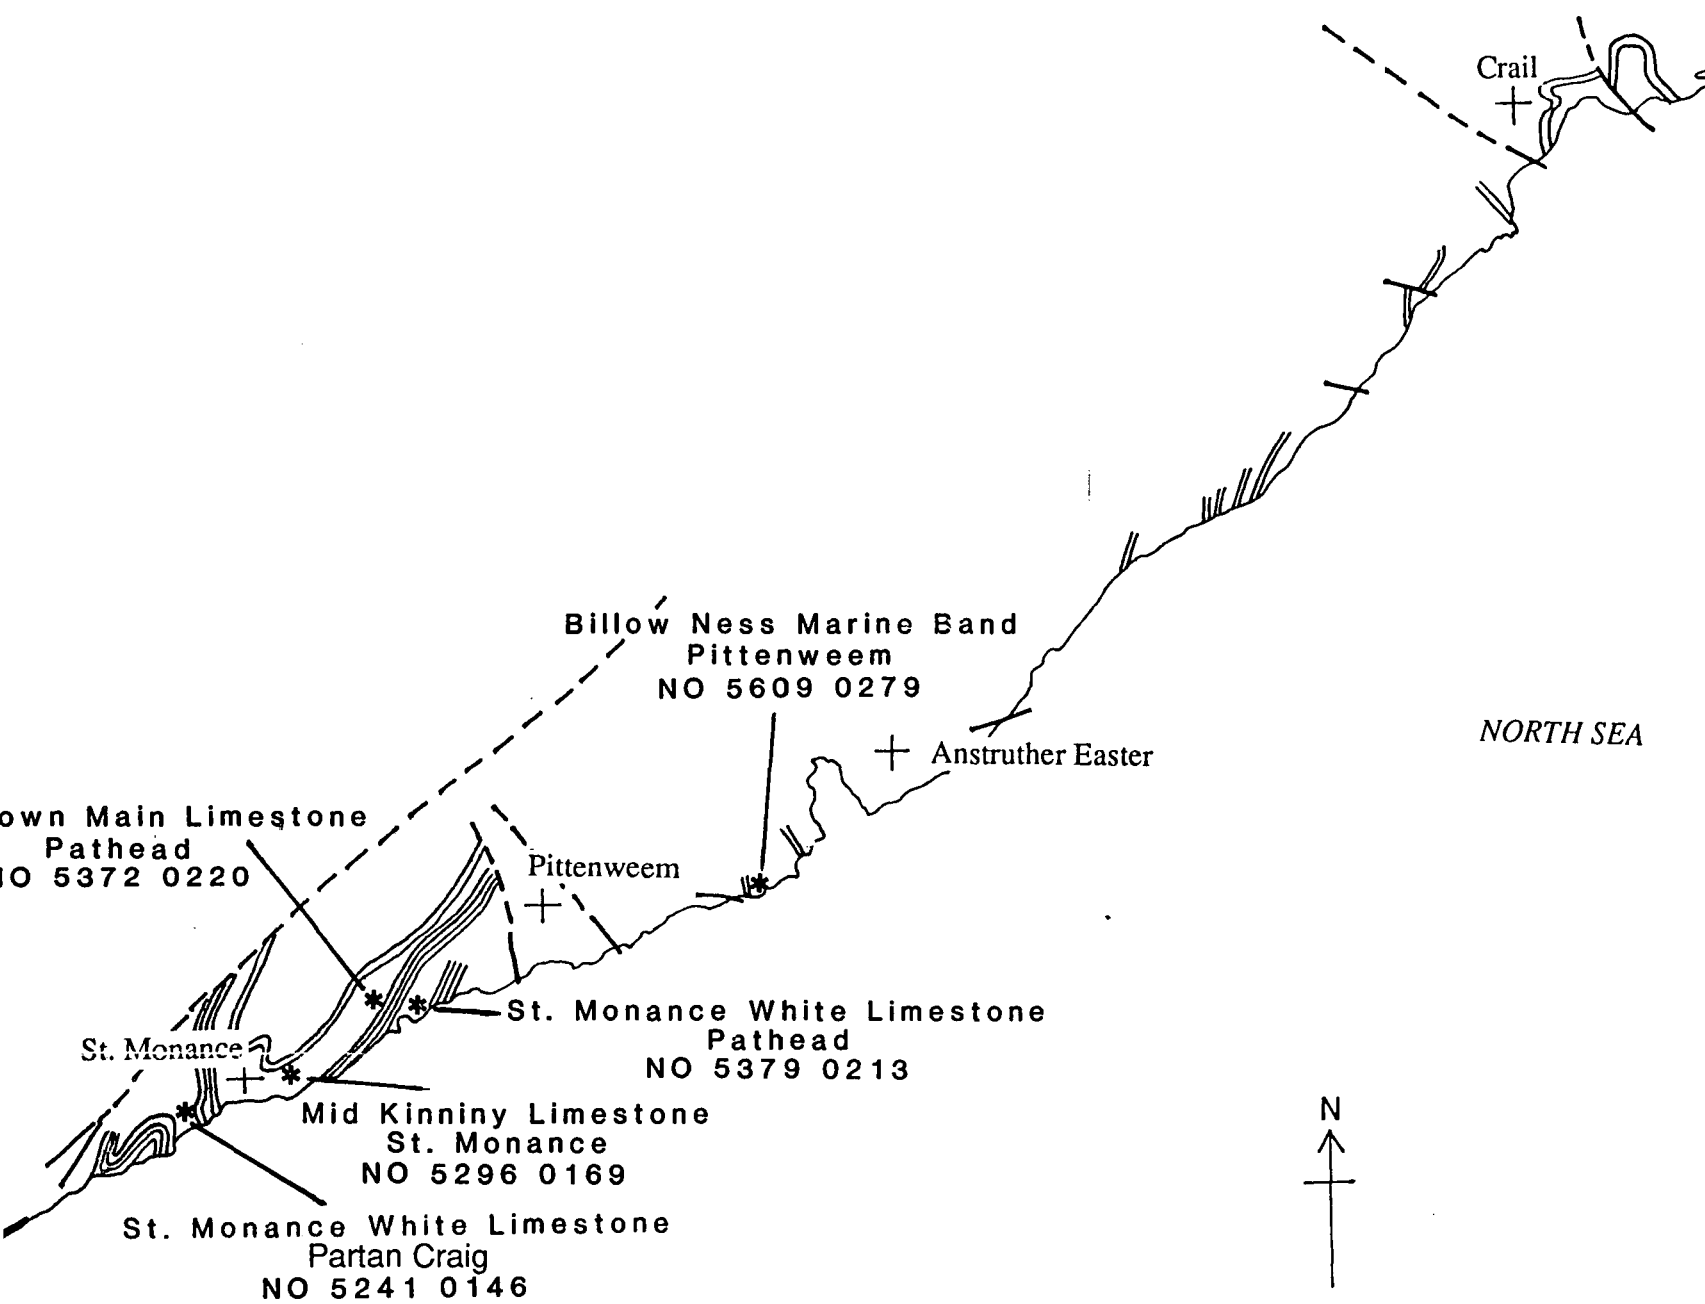 Crail
Billow Ness Marine Band
Pittenweem
NO 5609 0279
NORTH SEA
Anstruther Easter
own Main Limestone
Pathead
NO 5372 0220
Pittenweem
St. Monance White Limestone
Pathead
NO 5379 0213
St. Monance
Mid Kinniny Limestone
St. Monance
NO 5296 0169
N
St. Monance White Limestone
Partan Craig
NO 5241 0146